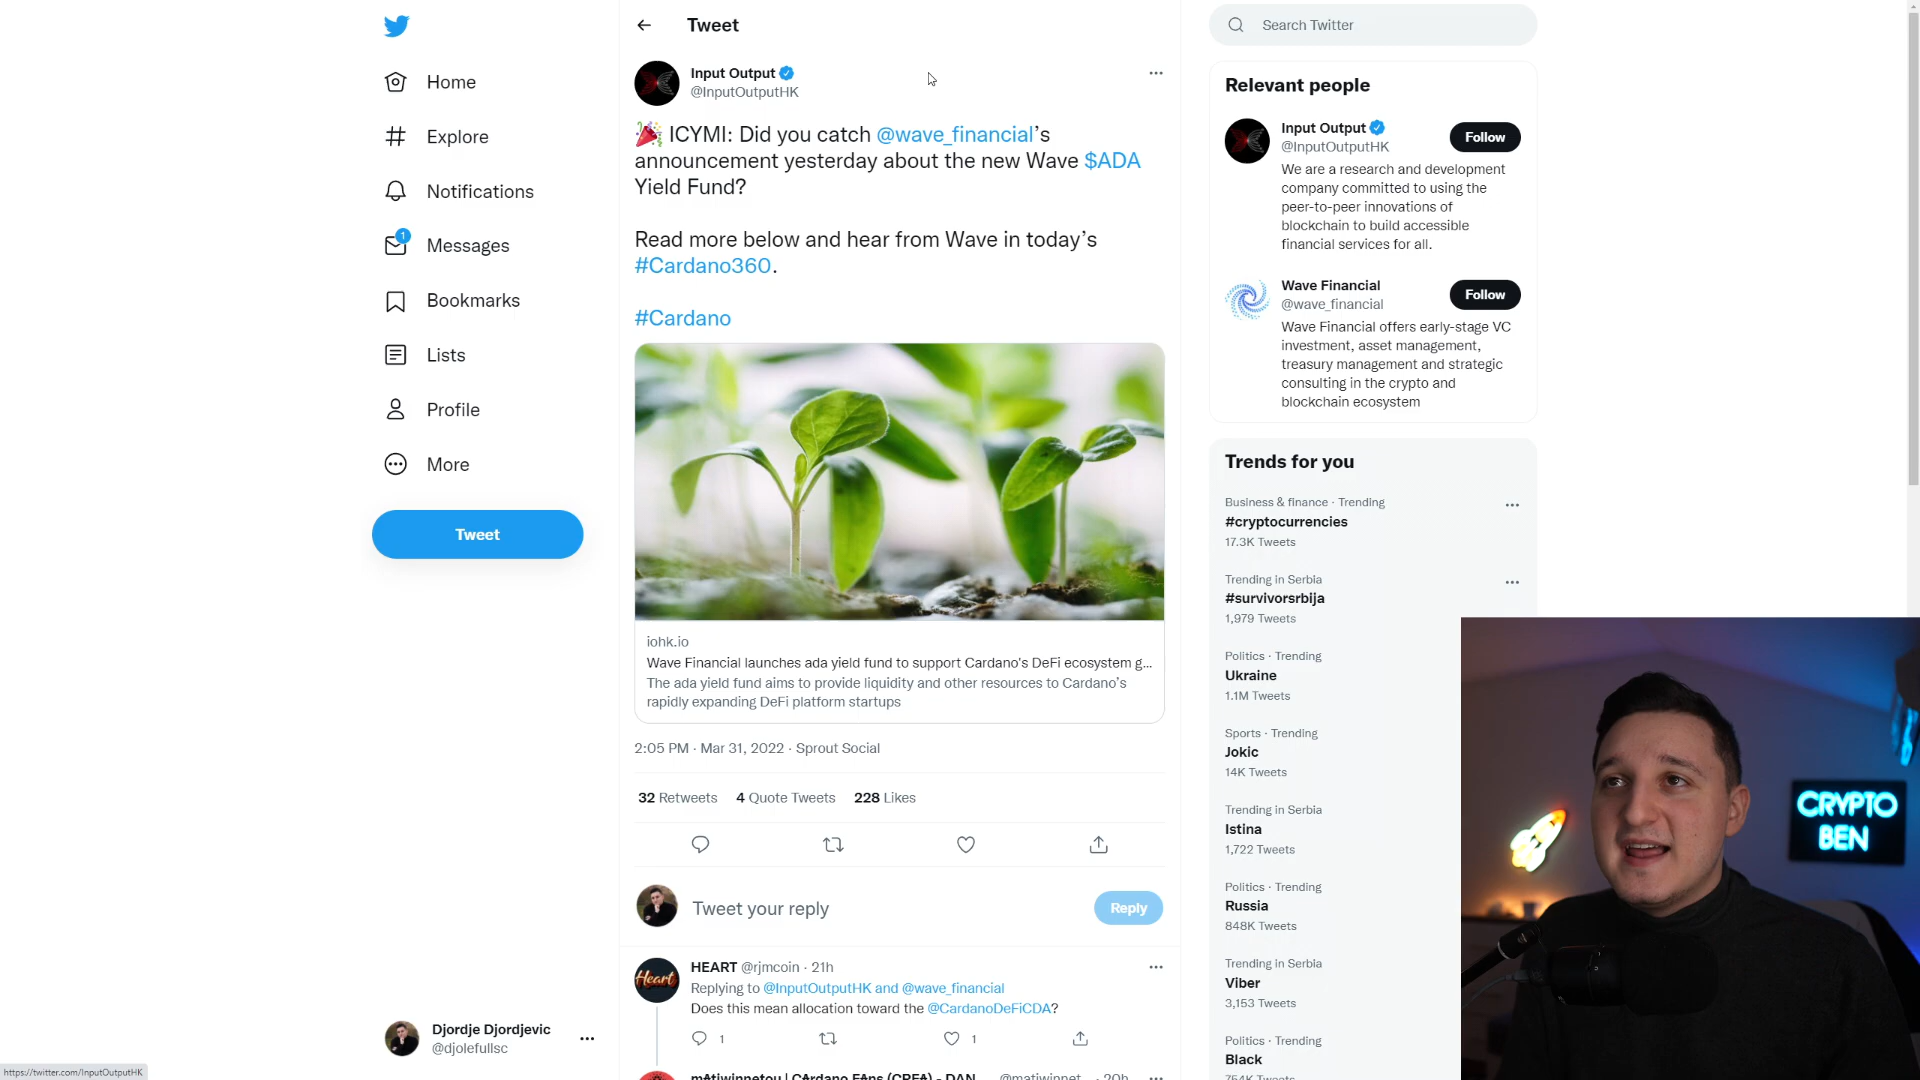 Home
Explore
Notifications
1
Messages
Bookmarks
Lists
Profile
More
Tweet
Djordje Djordjevic
@djolefullsc
https://twitter.com/InputOutputHK
Tweet
Input Output
@InputOutputHK
ICYMI: Did you catch @wave_financial’s
announcement yesterday about the new Wave $ADA
Yield Fund?
Read more below and hear from Wave in today’s
#Cardano360.
#Cardano
iohk.io
Wave Financial launches ada yield fund to support Cardano's DeFi ecosystem g...
The ada yield fund aims to provide liquidity and other resources to Cardano’s
rapidly expanding DeFi platform startups
2:05 PM · Mar 31, 2022 · Sprout Social
32 Retweets 4 Quote Tweets 228 Likes
Tweet your reply
Reply
Heart
HEART @rjmcoin · 21h
Replying to @InputOutputHK and @wave_financial
Does this mean allocation toward the @CardanoDeFiCDA?
1 1
@matiwinnet... · 20h
Search Twitter
Relevant people
Input Output
@InputOutputHK
Follow
We are a research and development
company committed to using the
peer-to-peer innovations of
blockchain to build accessible
financial services for all.
Wave Financial
@wave_financial
Follow
Wave Financial offers early-stage VC
investment, asset management,
treasury management and strategic
consulting in the crypto and
blockchain ecosystem
Trends for you
Business & finance · Trending
#cryptocurrencies
17.3K Tweets
Trending in Serbia
#survivorsrbija
1,979 Tweets
Politics · Trending
Ukraine
1.1M Tweets
Sports · Trending
Jokic
14K Tweets
Trending in Serbia
Istina
1,722 Tweets
Politics · Trending
Russia
848K Tweets
Trending in Serbia
Viber
3,153 Tweets
Politics · Trending
Black
754K Tweets
CRYPTO
BEN